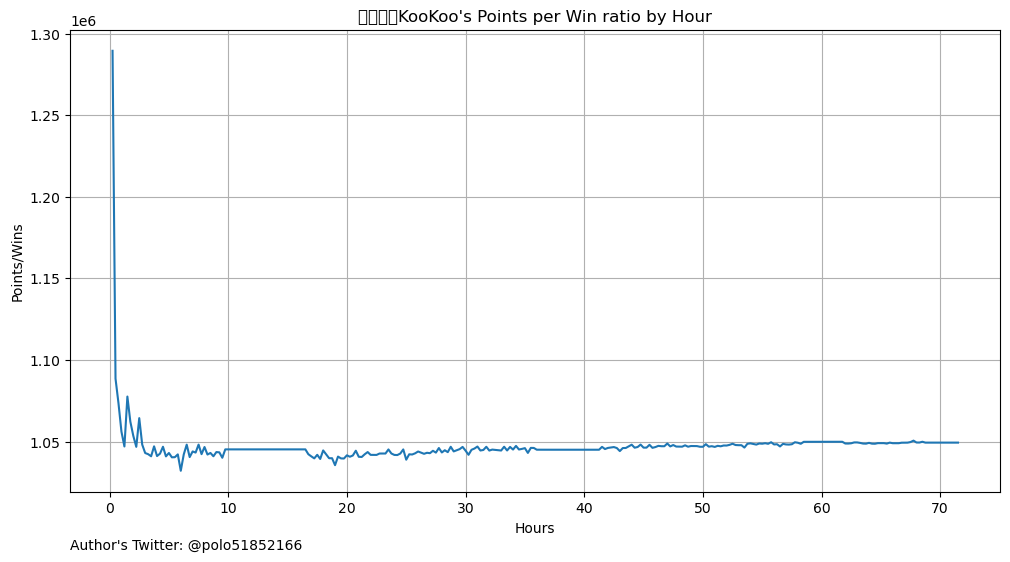 KooKoo's Points per Win ratio by Hour
1e6
1.30
1.25
1.20
1.15
1.10
1.05
Points/Wins
0 10 20 30 40 50 60 70
Hours
Author's Twitter: @polo51852166